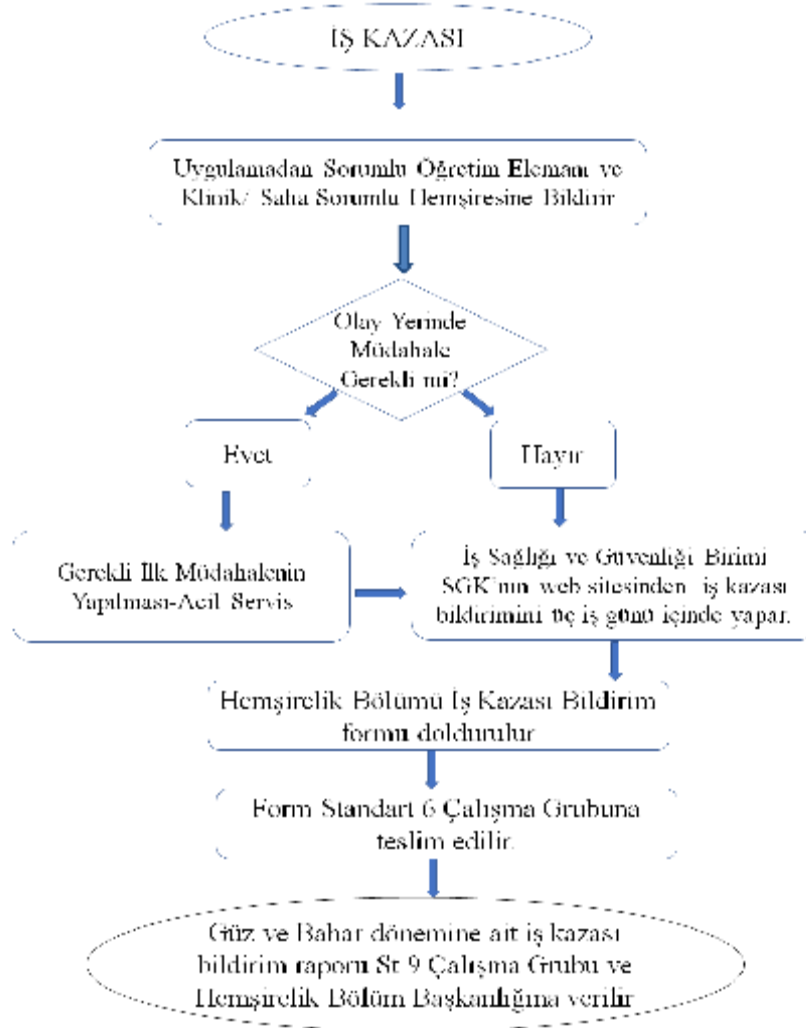 İŞ KAZASI
Uygulamadan Sorumlu Öğretim Elemanı ve
Klinik/ Saha Sorumlu Hemşiresine Bildirir
Olay Yerinde
Müdahale
Gerekli mi?
Evet
Hayır
Gerekli İlk Müdahalenin
Yapılması-Acil Servis
İş Sağlığı ve Güvenliği Birimi
SGK'nın web sitesinden iş kazası
bildirimini üç iş günü içinde yapar.
Hemşirelik Bölümü İş Kazası Bildirim
formu doldurulur
Form Standart 6 Çalışma Grubuna
teslim edilir.
Güz ve Bahar dönemine ait iş kazası
bildirim raporu St 9 Çalışma Grubu ve
Hemşirelik Bölüm Başkanlığına verilir